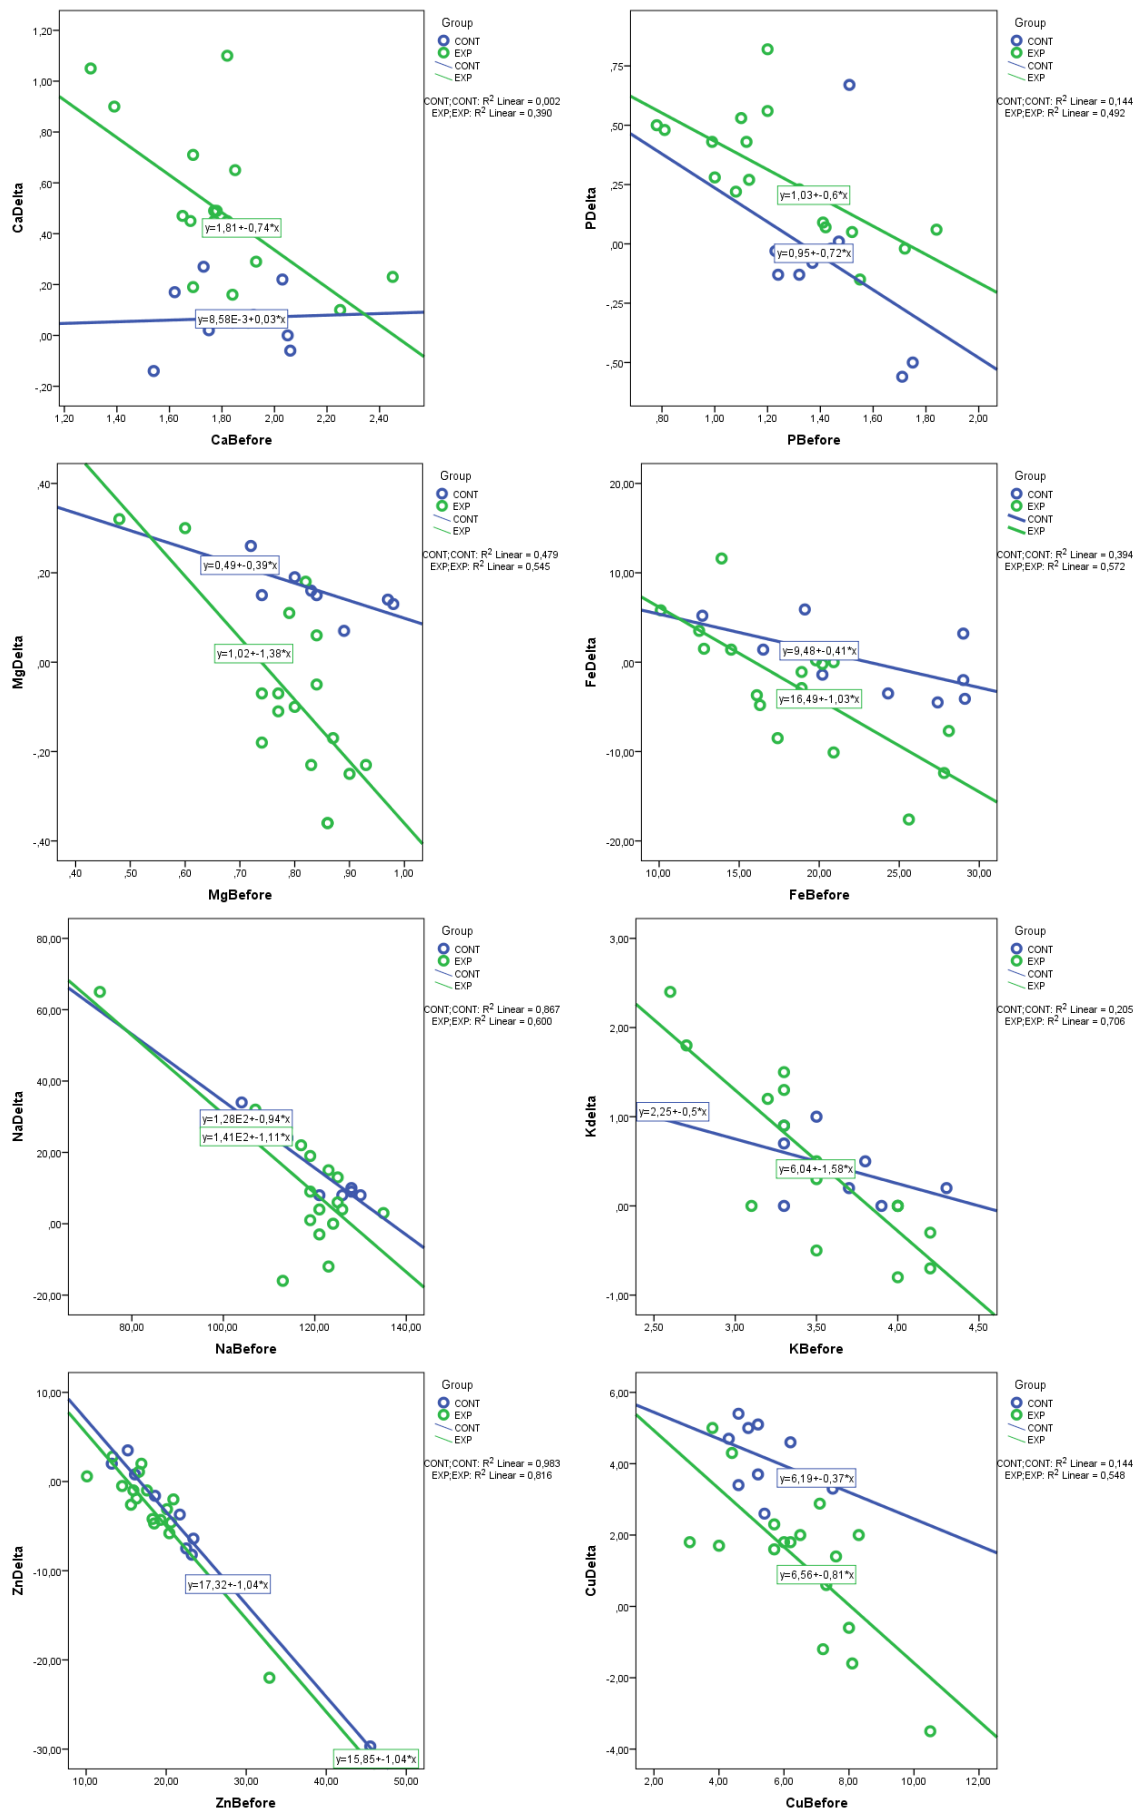 Group
CONT
EXP
CONT
EXP
CONT;CONT: R² Linear = 0,002
EXP;EXP: R² Linear = 0,390
1,20
1,00
,80
,60
,40
,20
,00
-,20
CaDelta
y=1,81+-0,74*x
y=8,58E-3+0,03*x
1,20 1,40 1,60 1,80 2,00 2,20 2,40
CaBefore
Group
CONT
EXP
CONT
EXP
CONT;CONT: R² Linear = 0,144
EXP;EXP: R² Linear = 0,492
,75
,50
,25
,00
-,25
-,50
PDelta
y=1,03+-0,6*x
y=0,95+-0,72*x
,80 1,00 1,20 1,40 1,60 1,80 2,00
PBefore
Group
CONT
EXP
CONT
EXP
CONT;CONT: R² Linear = 0,479
EXP;EXP: R² Linear = 0,545
,40
,20
,00
-,20
-,40
MgDelta
y=0,49+-0,39*x
y=1,02+-1,38*x
,40 ,50 ,60 ,70 ,80 ,90 1,00
MgBefore
Group
CONT
EXP
CONT
EXP
CONT;CONT: R² Linear = 0,394
EXP;EXP: R² Linear = 0,572
20,00
10,00
,00
-10,00
-20,00
FeDelta
y=9,48+-0,41*x
y=16,49+-1,03*x
10,00 15,00 20,00 25,00 30,00
FeBefore
Group
CONT
EXP
CONT
EXP
CONT;CONT: R² Linear = 0,867
EXP;EXP: R² Linear = 0,600
80,00
60,00
40,00
20,00
,00
-20,00
NaDelta
y=1,28E2+-0,94*x
y=1,41E2+-1,11*x
80,00 100,00 120,00 140,00
NaBefore
Group
CONT
EXP
CONT
EXP
CONT;CONT: R² Linear = 0,205
EXP;EXP: R² Linear = 0,706
3,00
2,00
1,00
,00
-1,00
Kdelta
y=2,25+-0,5*x
y=6,04+-1,58*x
2,50 3,00 3,50 4,00 4,50
KBefore
Group
CONT
EXP
CONT
EXP
CONT;CONT: R² Linear = 0,983
EXP;EXP: R² Linear = 0,816
10,00
,00
-10,00
-20,00
-30,00
ZnDelta
y=17,32+-1,04*x
y=15,85+-1,04*x
10,00 20,00 30,00 40,00 50,00
ZnBefore
Group
CONT
EXP
CONT
EXP
CONT;CONT: R² Linear = 0,144
EXP;EXP: R² Linear = 0,548
6,00
4,00
2,00
,00
-2,00
-4,00
CuDelta
y=6,19+-0,37*x
y=6,56+-0,81*x
2,00 4,00 6,00 8,00 10,00 12,00
CuBefore